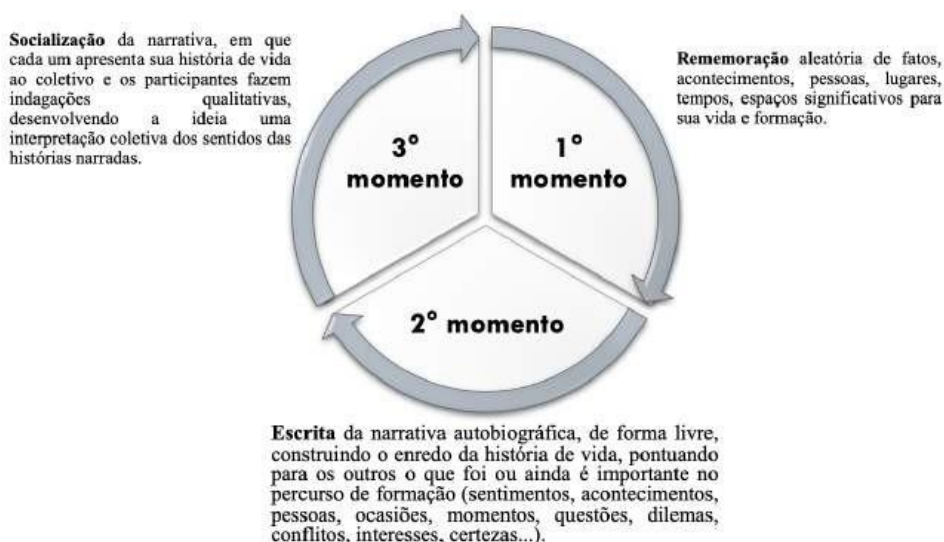 Socialização da narrativa, em que
cada um apresenta sua história de vida
ao coletivo e os participantes fazem
indagações qualitativas,
desenvolvendo a ideia uma
interpretação coletiva dos sentidos das
histórias narradas.
3°
momento
1°
momento
Rememoração aleatória de fatos,
acontecimentos, pessoas, lugares,
tempos, espaços significativos para
sua vida e formação.
2° momento
Escrita da narrativa autobiográfica, de forma livre,
construindo o enredo da história de vida, pontuando
para os outros o que foi ou ainda é importante no
percurso de formação (sentimentos, acontecimentos,
pessoas, ocasiões, momentos, questões, dilemas,
conflitos, interesses, certezas...).